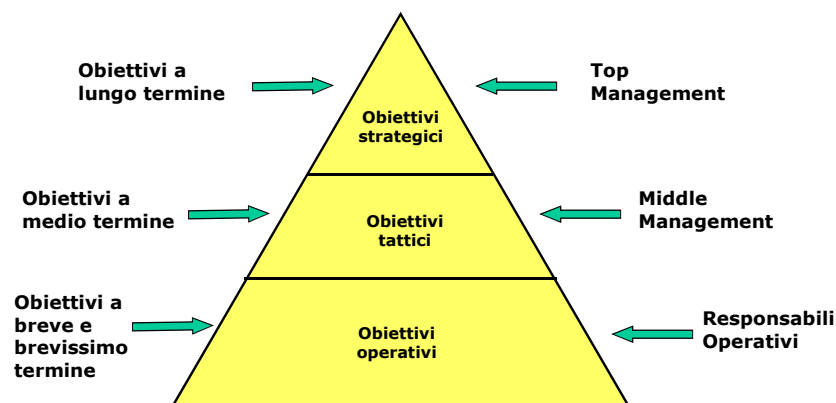 Obiettivi a
lungo termine
Obiettivi
strategici
Top
Management
Obiettivi a
medio termine
Obiettivi
tattici
Middle
Management
Obiettivi a
breve e
brevissimo
termine
Obiettivi
operativi
Responsabili
Operativi